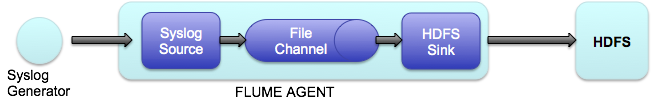 Syslog
Source
File
Channel
HDFS
Sink
HDFS
Syslog
Generator
FLUME AGENT